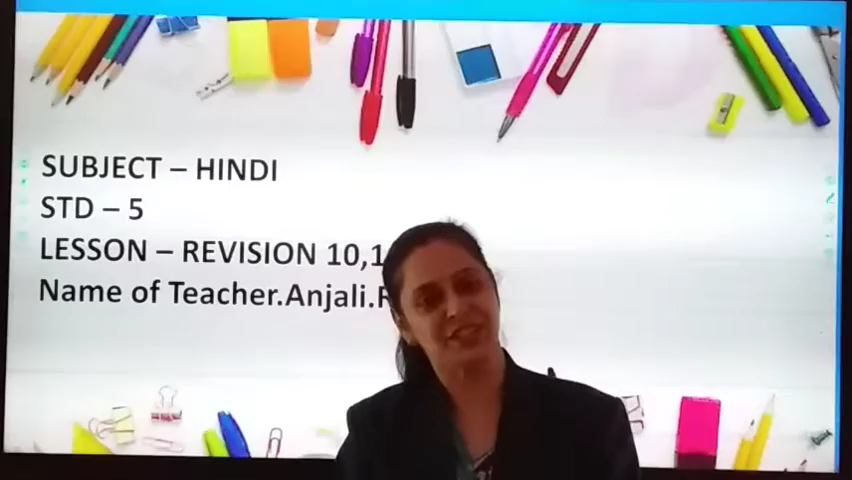 SUBJECT – HINDI
STD – 5
LESSON – REVISION 10,1
Name of Teacher.Anjali.